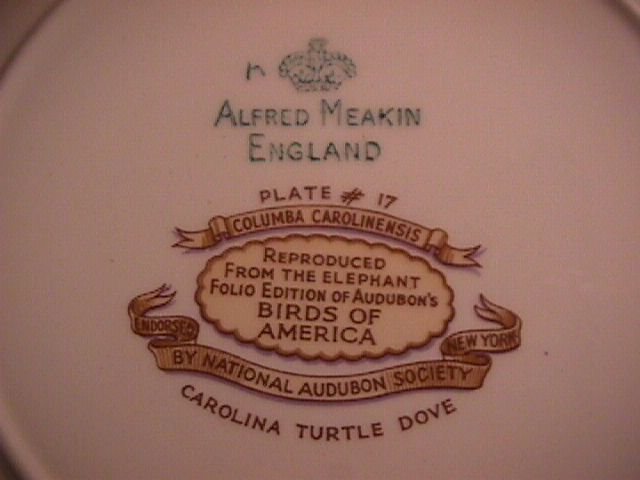 ALFRED MEAKIN
ENGLAND
PLATE # 17
COLUMBA CAROLINENSIS
REPRODUCED
FROM THE ELEPHANT
FOLIO EDITION OF AUDUBON'S
BIRDS OF
AMERICA
ENDORSED
NEW YORK
BY NATIONAL AUDUBON SOCIETY
CAROLINA TURTLE DOVE